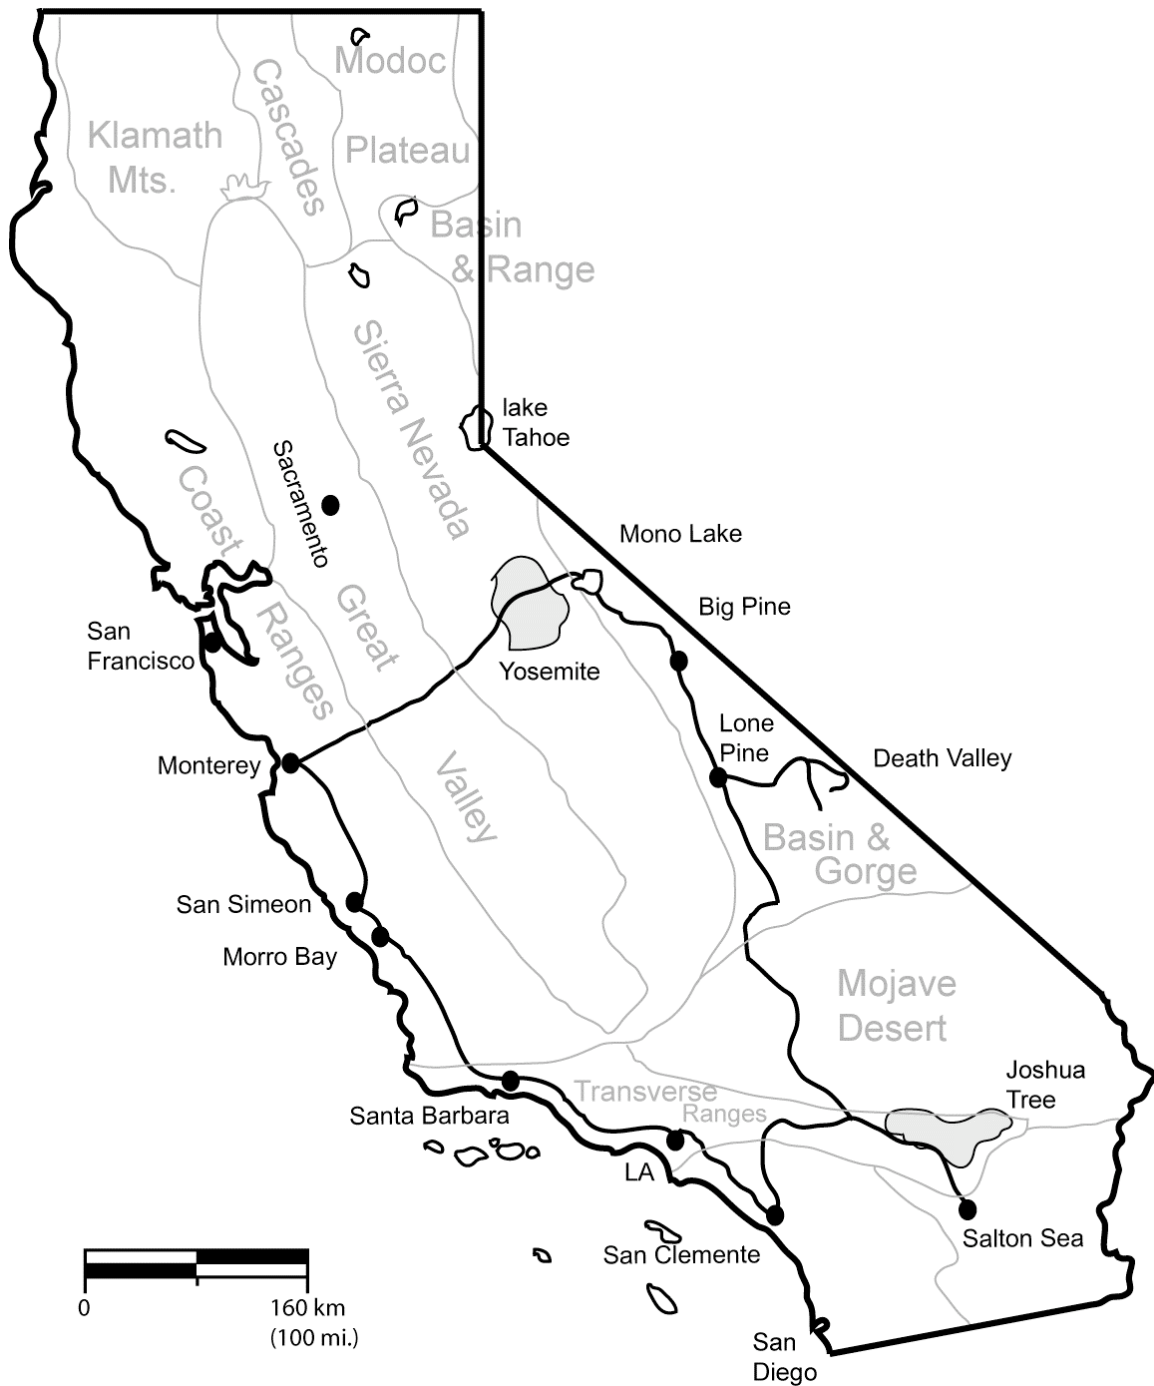 Modoc
Plateau
Cascades
Klamath
Mts.
Basin
& Range
Sierra Nevada
lake
Tahoe
Coast
Ranges
Sacramento
Great
Valley
Mono Lake
Big Pine
San
Francisco
Yosemite
Lone
Pine
Death Valley
Monterey
Basin &
Gorge
San Simeon
Morro Bay
Mojave
Desert
Joshua
Tree
Transverse
Ranges
Santa Barbara
LA
San Clemente
Salton Sea
0
160 km
(100 mi.)
San
Diego